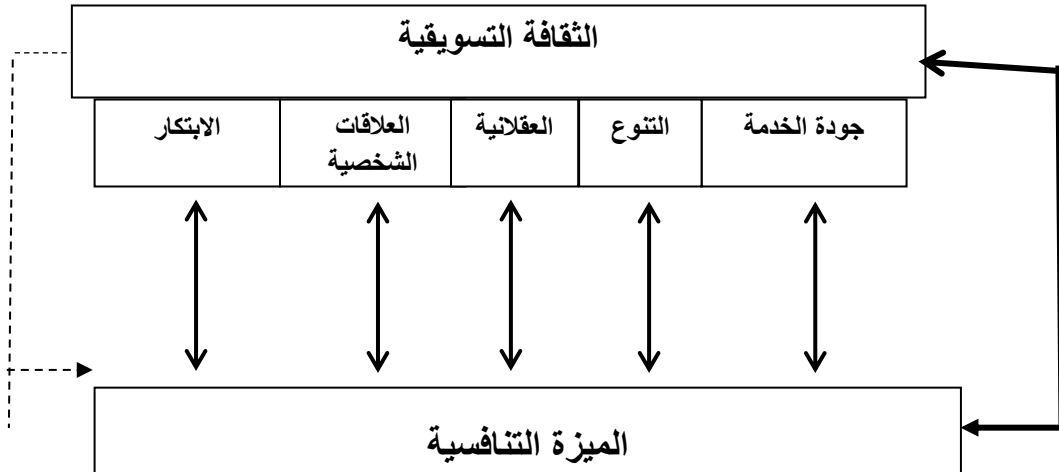 الثقافة التسويقية
جودة الخدمة
التنوع
العقلانية
العلاقات
الشخصية
الابتكار
الميزة التنافسية